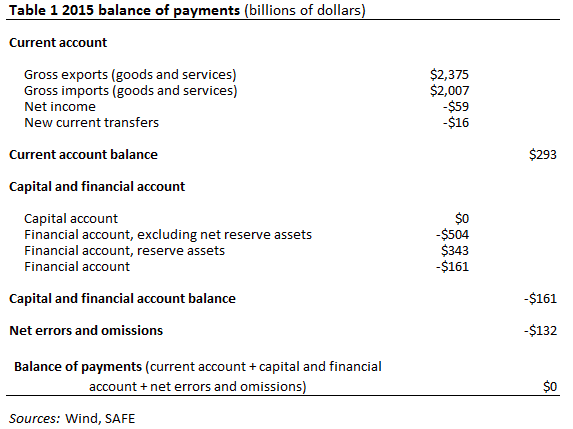 Table 1 2015 balance of payments (billions of dollars)
Current account
Gross exports (goods and services) $2,375
Gross imports (goods and services) $2,007
Net income -$59
New current transfers -$16
Current account balance $293
Capital and financial account
Capital account $0
Financial account, excluding net reserve assets -$504
Financial account, reserve assets $343
Financial account -$161
Capital and financial account balance -$161
Net errors and omissions -$132
Balance of payments (current account + capital and financial
account + net errors and omissions) $0
Sources: Wind, SAFE